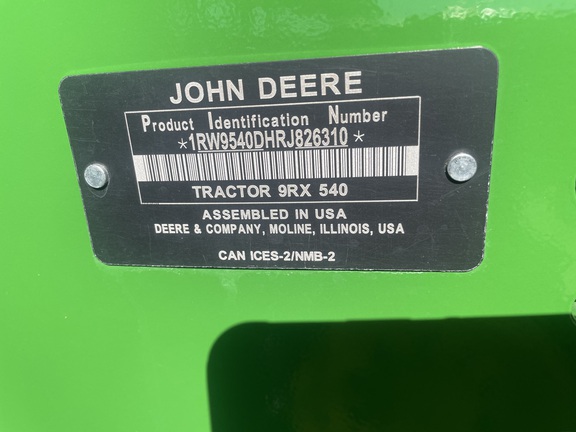 JOHN DEERE
Product Identification Number
*1RW9540DHRJ826310*
TRACTOR 9RX 540
ASSEMBLED IN USA
DEERE & COMPANY, MOLINE, ILLINOIS, USA
CAN ICES-2/NMB-2